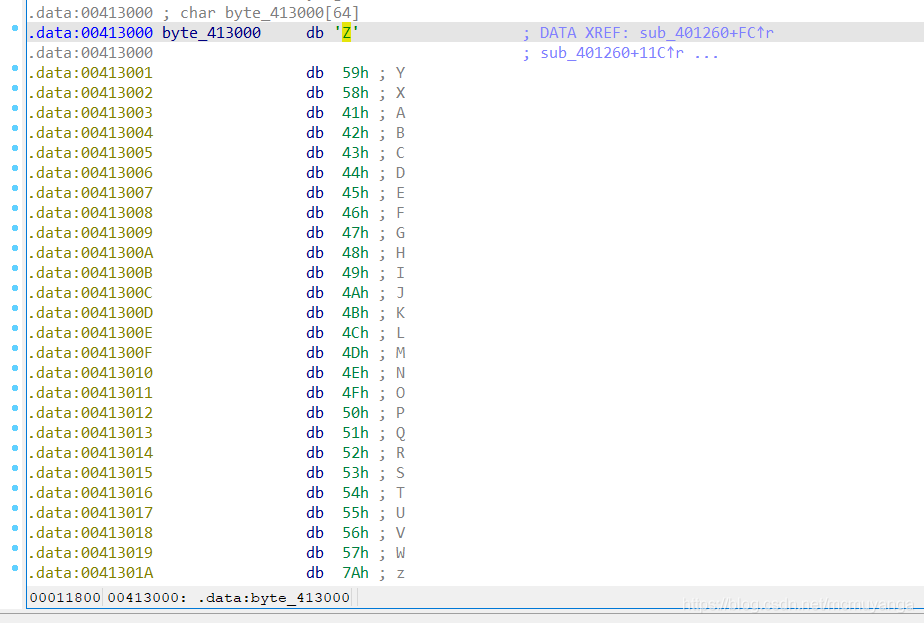 .data:00413000 ; char byte_413000[64]
.data:00413000 byte_413000 db 'Z' ; DATA XREF: sub_401260+FC↑r
.data:00413000 ; sub_401260+11C↑r ...
.data:00413001 db 59h ; Y
.data:00413002 db 58h ; X
.data:00413003 db 41h ; A
.data:00413004 db 42h ; B
.data:00413005 db 43h ; C
.data:00413006 db 44h ; D
.data:00413007 db 45h ; E
.data:00413008 db 46h ; F
.data:00413009 db 47h ; G
.data:0041300A db 48h ; H
.data:0041300B db 49h ; I
.data:0041300C db 4Ah ; J
.data:0041300D db 4Bh ; K
.data:0041300E db 4Ch ; L
.data:0041300F db 4Dh ; M
.data:00413010 db 4Eh ; N
.data:00413011 db 4Fh ; O
.data:00413012 db 50h ; P
.data:00413013 db 51h ; Q
.data:00413014 db 52h ; R
.data:00413015 db 53h ; S
.data:00413016 db 54h ; T
.data:00413017 db 55h ; U
.data:00413018 db 56h ; V
.data:00413019 db 57h ; W
.data:0041301A db 7Ah ; z
00011800 00413000: .data:byte_413000
https://blog.csdn.net/mcmuyanga